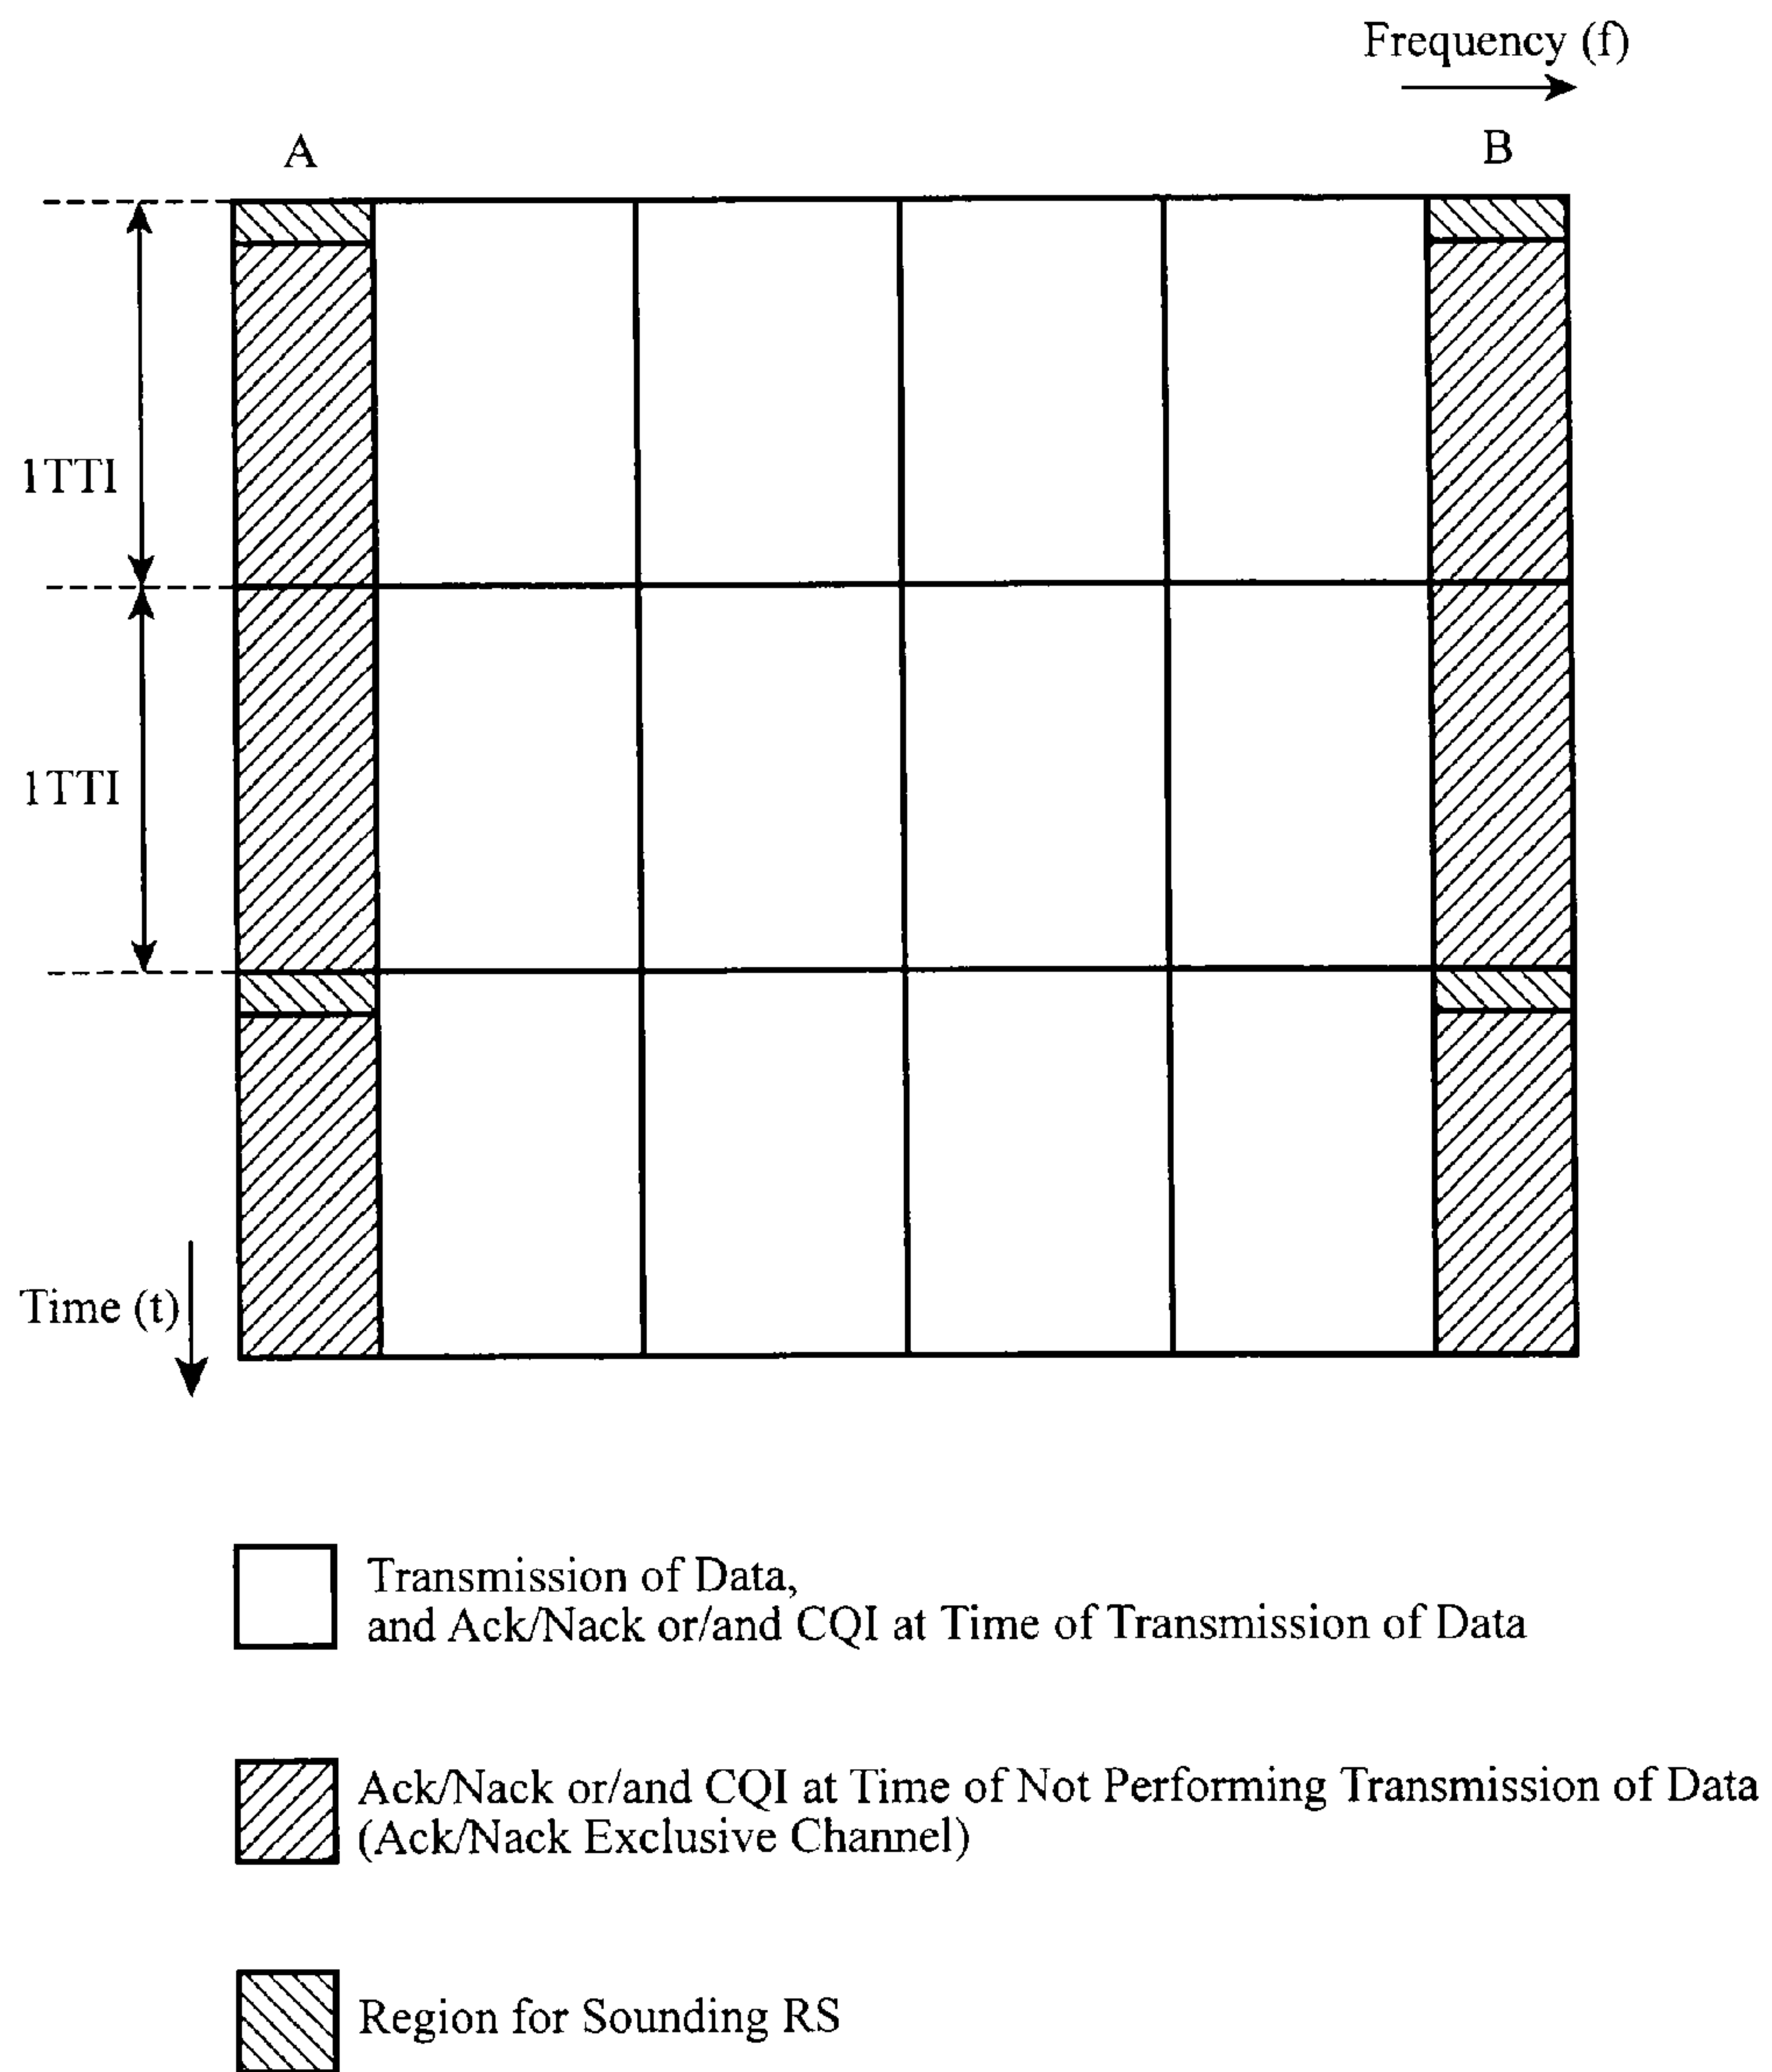 Frequency (f)
A
B
1TTI
1TTI
Time (t)
Transmission of Data,
and Ack/Nack or/and CQI at Time of Transmission of Data
Ack/Nack or/and CQI at Time of Not Performing Transmission of Data
(Ack/Nack Exclusive Channel)
Region for Sounding RS